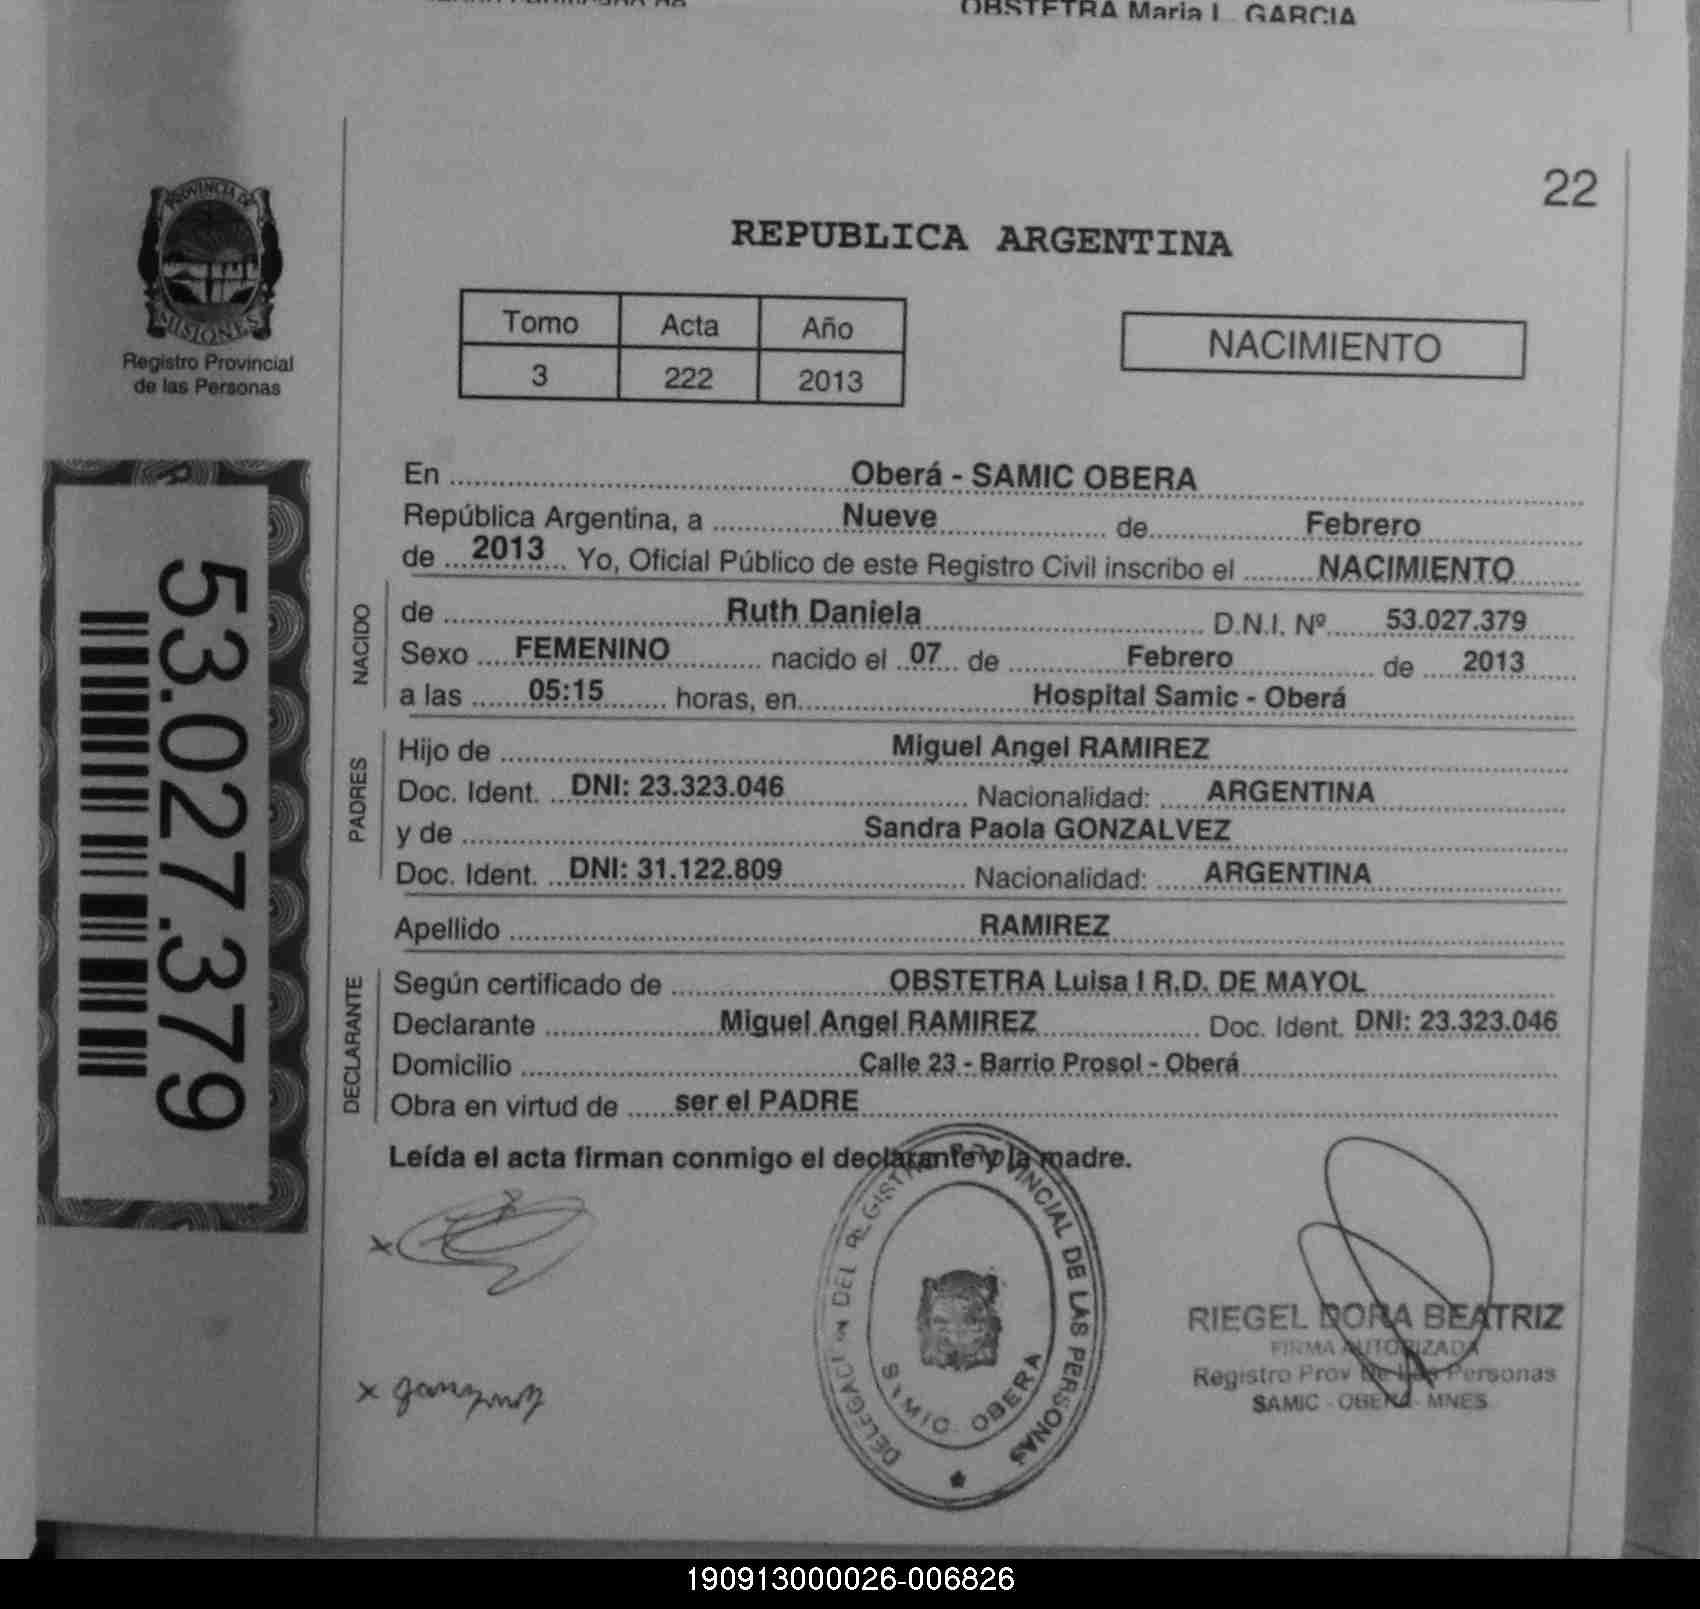 OBSTETRA Maria I. GARCIA
22
PROVINCIA DE
MISIONES
Registro Provincial
de las Personas
REPUBLICA ARGENTINA
Tomo Acta Año
3 222 2013
NACIMIENTO
53.027.379
En Oberá - SAMIC OBERA
República Argentina, a Nueve de Febrero
de 2013 Yo, Oficial Público de este Registro Civil inscribo el NACIMIENTO
NACIDO
de Ruth Daniela D.N.I. Nº 53.027.379
Sexo FEMENINO nacido el 07 de Febrero de 2013
a las 05:15 horas, en Hospital Samic - Oberá
PADRES
Hijo de Miguel Angel RAMIREZ
Doc. Ident. DNI: 23.323.046 Nacionalidad: ARGENTINA
y de Sandra Paola GONZALVEZ
Doc. Ident. DNI: 31.122.809 Nacionalidad: ARGENTINA
Apellido RAMIREZ
DECLARANTE
Según certificado de OBSTETRA Luisa I R.D. DE MAYOL
Declarante Miguel Angel RAMIREZ Doc. Ident. DNI: 23.323.046
Domicilio Calle 23 - Barrio Prosol - Oberá
Obra en virtud de ser el PADRE
Leída el acta firman conmigo el declarante y la madre.
x
x
DELEGACION DEL REGISTRO PROVINCIAL DE LAS PERSONAS
SAMIC. OBERA
RIEGEL DORA BEATRIZ
FIRMA AUTORIZADA
Registro Prov De Las Personas
SAMIC - OBERA - MNES
190913000026-006826